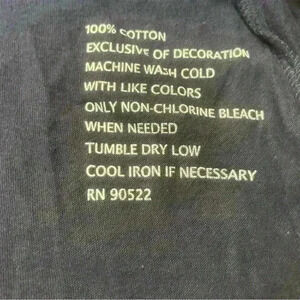 100% COTTON
EXCLUSIVE OF DECORATION
MACHINE WASH COLD
WITH LIKE COLORS
ONLY NON-CHLORINE BLEACH
WHEN NEEDED
TUMBLE DRY LOW
COOL IRON IF NECESSARY
RN 90522